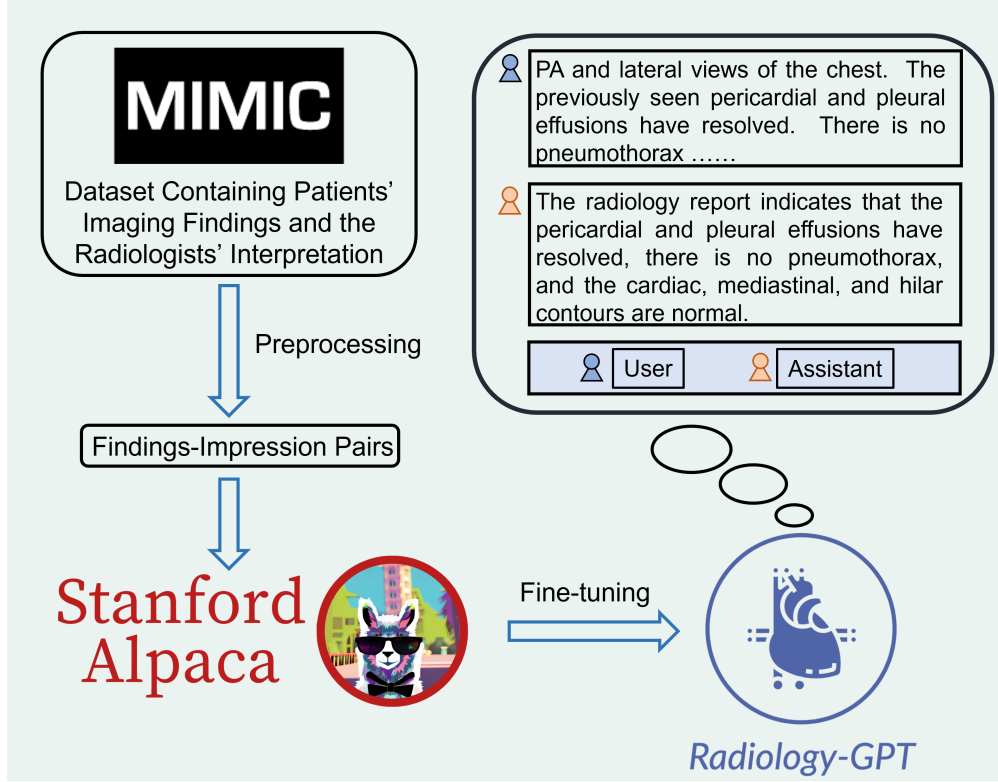 MIMIC
Dataset Containing Patients’
Imaging Findings and the
Radiologists’ Interpretation
Preprocessing
Findings-Impression Pairs
Stanford
Alpaca
Fine-tuning
PA and lateral views of the chest. The
previously seen pericardial and pleural
effusions have resolved. There is no
pneumothorax ……
The radiology report indicates that the
pericardial and pleural effusions have
resolved, there is no pneumothorax,
and the cardiac, mediastinal, and hilar
contours are normal.
User
Assistant
Radiology-GPT